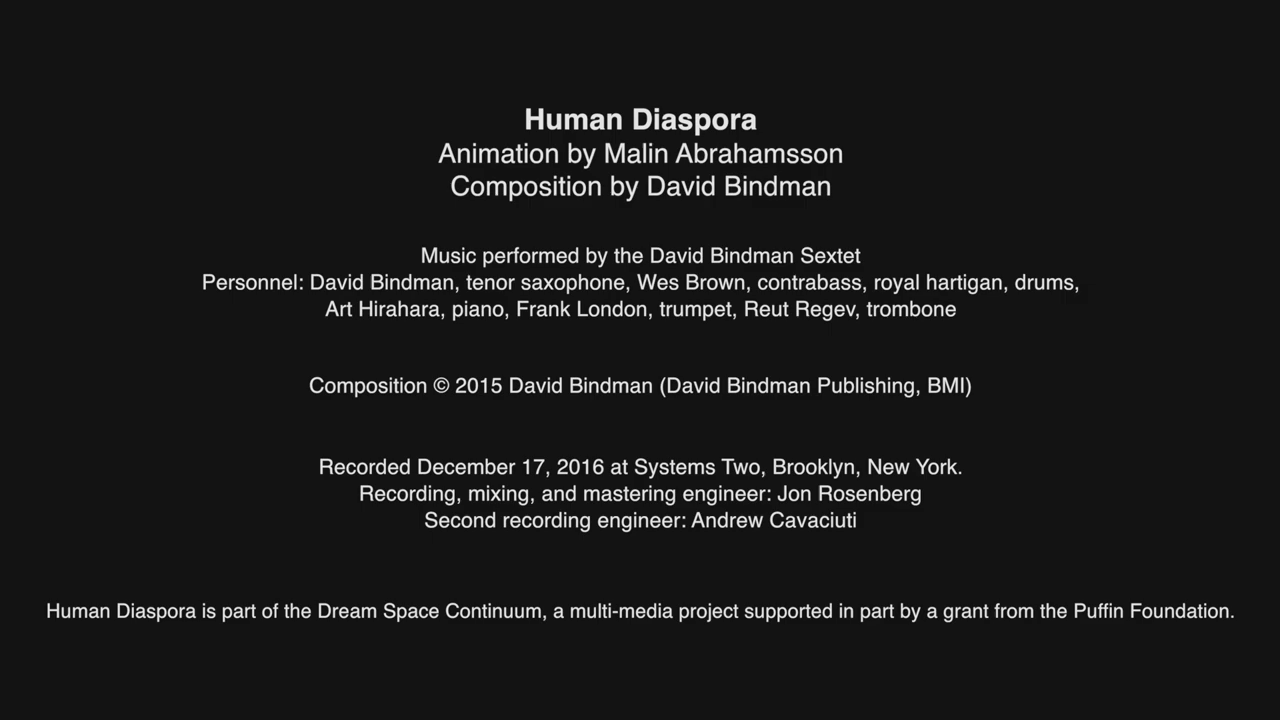 Human Diaspora
Animation by Malin Abrahamsson
Composition by David Bindman
Music performed by the David Bindman Sextet
Personnel: David Bindman, tenor saxophone, Wes Brown, contrabass, royal hartigan, drums,
Art Hirahara, piano, Frank London, trumpet, Reut Regev, trombone
Composition © 2015 David Bindman (David Bindman Publishing, BMI)
Recorded December 17, 2016 at Systems Two, Brooklyn, New York.
Recording, mixing, and mastering engineer: Jon Rosenberg
Second recording engineer: Andrew Cavaciuti
Human Diaspora is part of the Dream Space Continuum, a multi-media project supported in part by a grant from the Puffin Foundation.